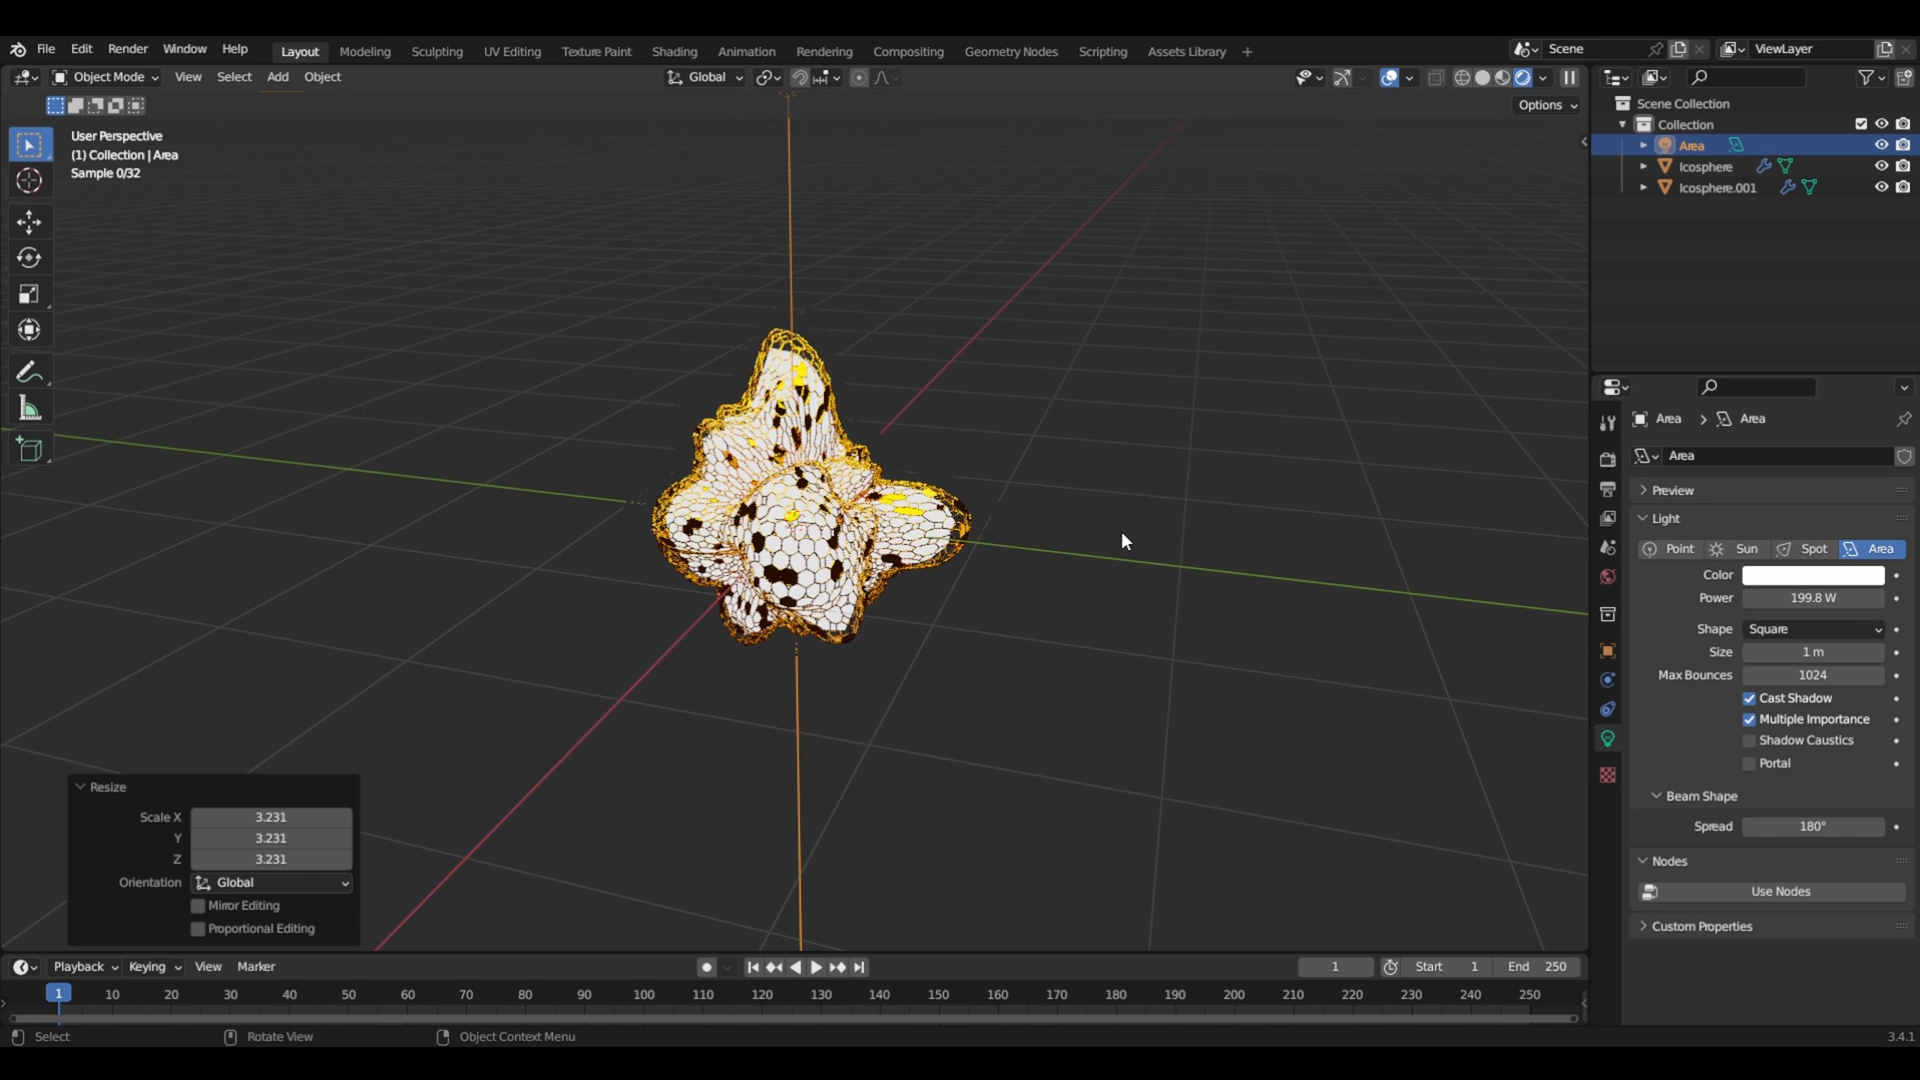 File Edit Render Window Help Layout Modeling Sculpting UV Editing Texture Paint Shading Animation Rendering Compositing Geometry Nodes Scripting Assets Library + Scene ViewLayer
Object Mode View Select Add Object Global
Options
User Perspective
(1) Collection | Area
Sample 0/32
Scene Collection
Collection
Area
Icosphere
Icosphere.001
Area > Area
Area
Preview
Light
Point Sun Spot Area
Color
Power 199.8 W
Shape Square
Size 1 m
Max Bounces 1024
Cast Shadow
Multiple Importance
Shadow Caustics
Portal
Beam Shape
Spread 180°
Nodes
Use Nodes
Custom Properties
Resize
Scale X 3.231
Y 3.231
Z 3.231
Orientation Global
Mirror Editing
Proportional Editing
Playback Keying View Marker 1 Start 1 End 250
1 10 20 30 40 50 60 70 80 90 100 110 120 130 140 150 160 170 180 190 200 210 220 230 240 250
Select Rotate View Object Context Menu 3.4.1